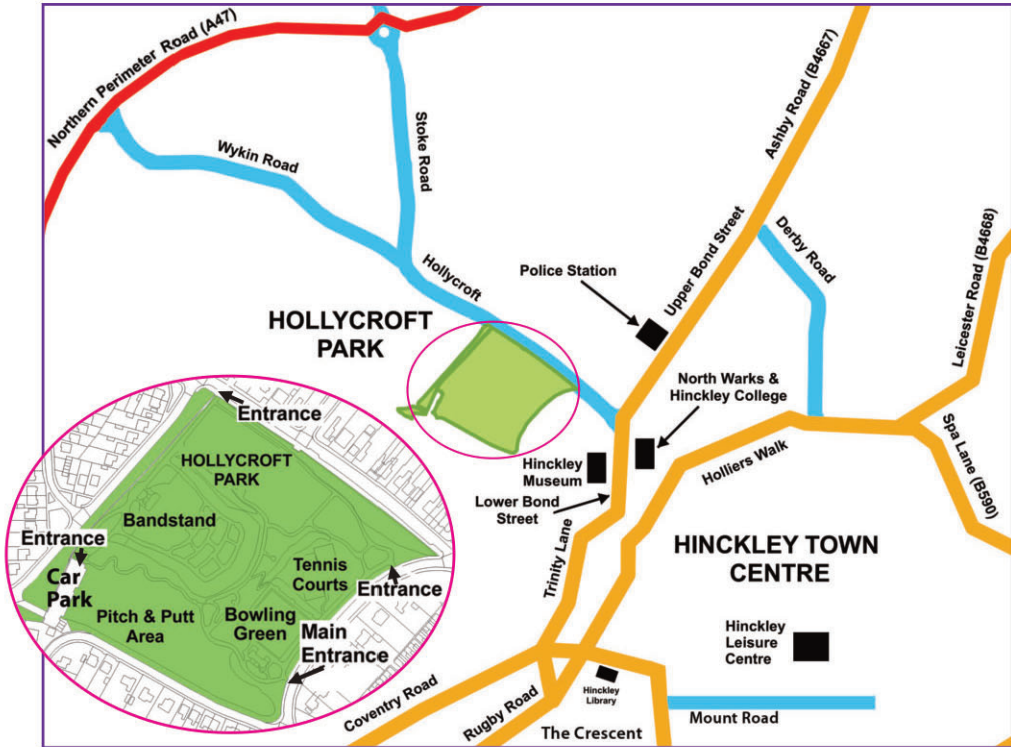 Northern Perimeter Road (A47)
Wykin Road
Stoke Road
Hollycroft
Ashby Road (B4667)
Upper Bond Street
Derby Road
Leicester Road (B4668)
Police Station
HOLLYCROFT
PARK
North Warks &
Hinckley College
Hinckley
Museum
Lower Bond
Street
Holliers Walk
Spa Lane (B590)
Trinity Lane
HINCKLEY TOWN
CENTRE
Hinckley
Leisure
Centre
Hinckley
Library
Coventry Road
Rugby Road
The Crescent
Mount Road
Entrance
HOLLYCROFT
PARK
Bandstand
Entrance
Car
Park
Tennis
Courts
Entrance
Pitch & Putt
Area
Bowling
Green
Main
Entrance